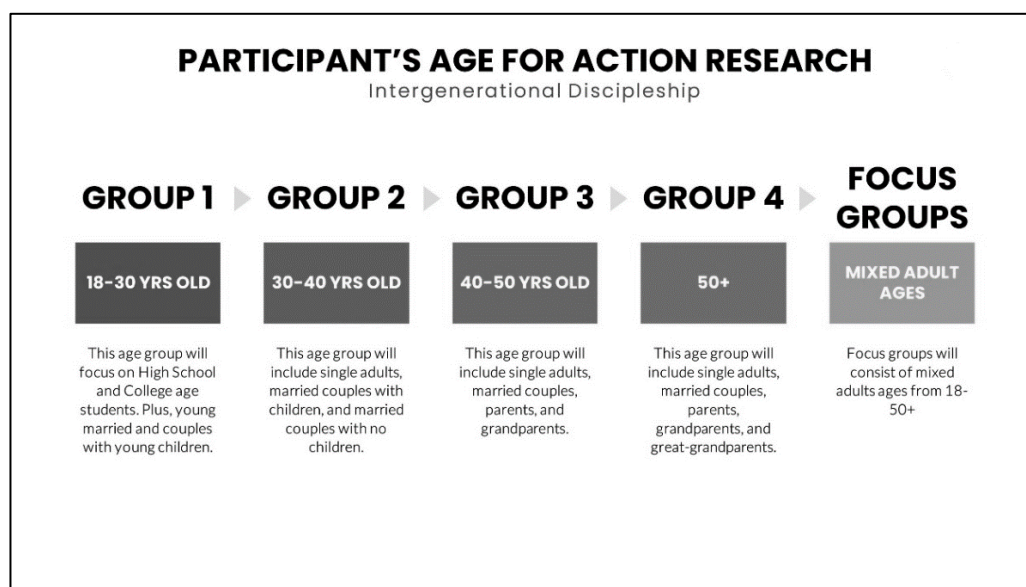 PARTICIPANT'S AGE FOR ACTION RESEARCH
Intergenerational Discipleship
GROUP 1
18-30 YRS OLD
This age group will
focus on High School
and College age
students. Plus, young
married and couples
with young children.
GROUP 2
30-40 YRS OLD
This age group will
include single adults,
married couples with
children, and married
couples with no
children.
GROUP 3
40-50 YRS OLD
This age group will
include single adults,
married couples,
parents, and
grandparents.
GROUP 4
50+
This age group will
include single adults,
married couples,
parents,
grandparents, and
great-grandparents.
FOCUS
GROUPS
MIXED ADULT
AGES
Focus groups will
consist of mixed
adults ages from 18-
50+